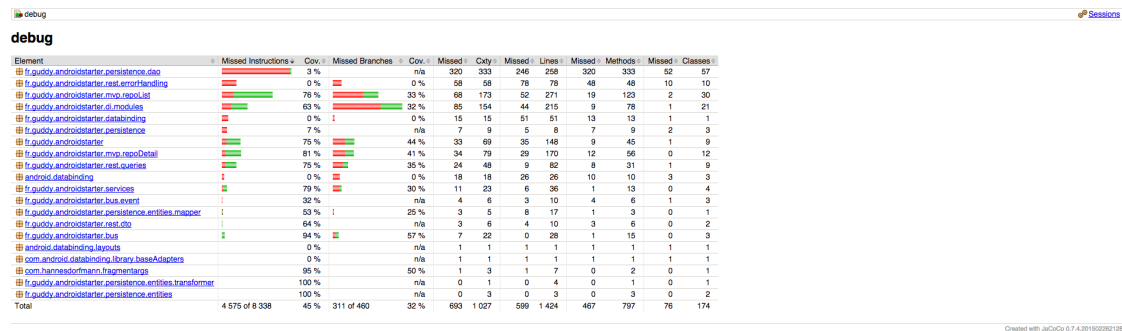 debug
Sessions
debug
Element Missed Instructions Cov. Missed Branches Cov. Missed Cxty Missed Lines Missed Methods Missed Classes
fr.guddy.androidstarter.persistence.dao 3 % n/a 320 333 246 258 320 333 52 57
fr.guddy.androidstarter.rest.errorHandling 0 % 0 % 58 58 78 78 48 48 10 10
fr.guddy.androidstarter.mvp.repoList 76 % 33 % 68 173 52 271 19 123 2 30
fr.guddy.androidstarter.di.modules 63 % 32 % 85 154 44 215 9 78 1 21
fr.guddy.androidstarter.databinding 0 % 0 % 15 15 51 51 13 13 1 1
fr.guddy.androidstarter.persistence 7 % n/a 7 9 5 8 7 9 2 3
fr.guddy.androidstarter 75 % 44 % 33 69 35 148 9 45 1 9
fr.guddy.androidstarter.mvp.repoDetail 81 % 41 % 34 79 29 170 12 56 0 12
fr.guddy.androidstarter.rest.queries 75 % 35 % 24 48 9 82 8 31 1 9
android.databinding 0 % 0 % 18 18 26 26 10 10 3 3
fr.guddy.androidstarter.services 79 % 30 % 11 23 6 36 1 13 0 4
fr.guddy.androidstarter.bus.event 32 % n/a 4 6 3 10 4 6 1 3
fr.guddy.androidstarter.persistence.entities.mapper 53 % 25 % 3 5 8 17 1 3 0 1
fr.guddy.androidstarter.rest.dto 64 % n/a 3 6 4 10 3 6 0 2
fr.guddy.androidstarter.bus 94 % 57 % 7 22 0 28 1 15 0 3
android.databinding.layouts 0 % n/a 1 1 1 1 1 1 1 1
com.android.databinding.library.baseAdapters 0 % n/a 1 1 1 1 1 1 1 1
com.hannesdorfmann.fragmentargs 95 % 50 % 1 3 1 7 0 2 0 1
fr.guddy.androidstarter.persistence.entities.transformer 100 % n/a 0 1 0 4 0 1 0 1
fr.guddy.androidstarter.persistence.entities 100 % n/a 0 3 0 3 0 3 0 2
Total 4 575 of 8 338 45 % 311 of 460 32 % 693 1 027 599 1 424 467 797 76 174
Created with JaCoCo 0.7.4.201502262128